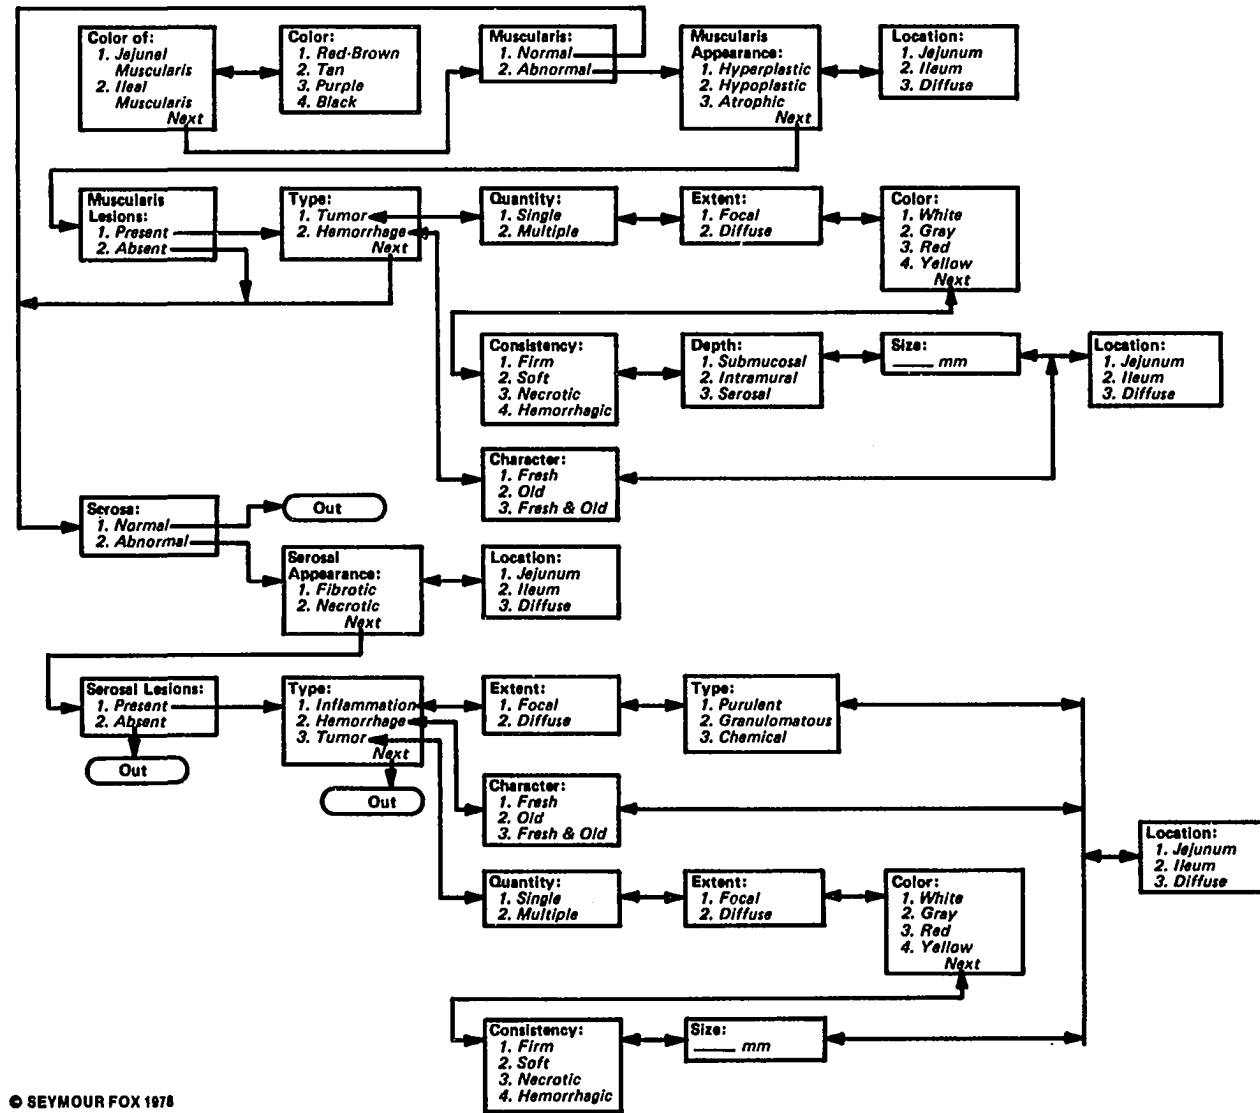 Color of:
1. Jejunal
Muscularis
2. Ileal
Muscularis
Next
Color:
1. Red-Brown
2. Tan
3. Purple
4. Black
Muscularis:
1. Normal
2. Abnormal
Muscularis
Appearance:
1. Hyperplastic
2. Hypoplastic
3. Atrophic
Next
Location:
1. Jejunum
2. Ileum
3. Diffuse
Muscularis
Lesions:
1. Present
2. Absent
Type:
1. Tumor
2. Hemorrhage
Next
Quantity:
1. Single
2. Multiple
Extent:
1. Focal
2. Diffuse
Color:
1. White
2. Gray
3. Red
4. Yellow
Next
Consistency:
1. Firm
2. Soft
3. Necrotic
4. Hemorrhagic
Depth:
1. Submucosal
2. Intramural
3. Serosal
Size:
____ mm
Location:
1. Jejunum
2. Ileum
3. Diffuse
Character:
1. Fresh
2. Old
3. Fresh & Old
Serosa:
1. Normal
2. Abnormal
Out
Serosal
Appearance:
1. Fibrotic
2. Necrotic
Next
Location:
1. Jejunum
2. Ileum
3. Diffuse
Serosal Lesions:
1. Present
2. Absent
Out
Type:
1. Inflammation
2. Hemorrhage
3. Tumor
Next
Out
Extent:
1. Focal
2. Diffuse
Type:
1. Purulent
2. Granulomatous
3. Chemical
Character:
1. Fresh
2. Old
3. Fresh & Old
Location:
1. Jejunum
2. Ileum
3. Diffuse
Quantity:
1. Single
2. Multiple
Extent:
1. Focal
2. Diffuse
Color:
1. White
2. Gray
3. Red
4. Yellow
Next
Consistency:
1. Firm
2. Soft
3. Necrotic
4. Hemorrhagic
Size:
____ mm
© SEYMOUR FOX 1978